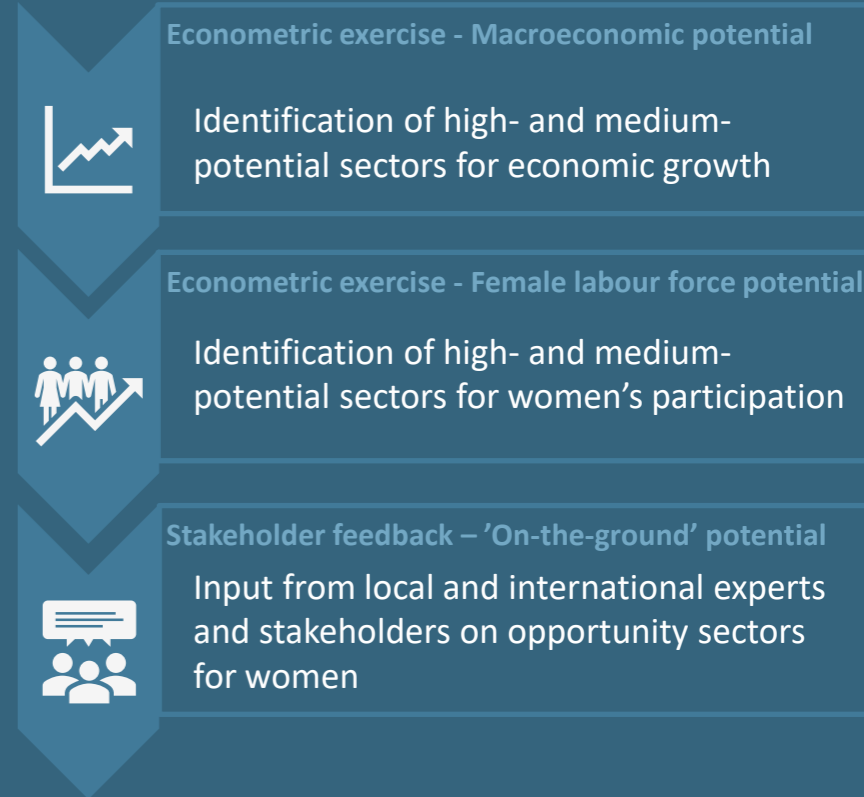 Econometric exercise - Macroeconomic potential
Identification of high- and medium-
potential sectors for economic growth
Econometric exercise - Female labour force potential
Identification of high- and medium-
potential sectors for women’s participation
Stakeholder feedback – ’On-the-ground’ potential
Input from local and international experts
and stakeholders on opportunity sectors
for women